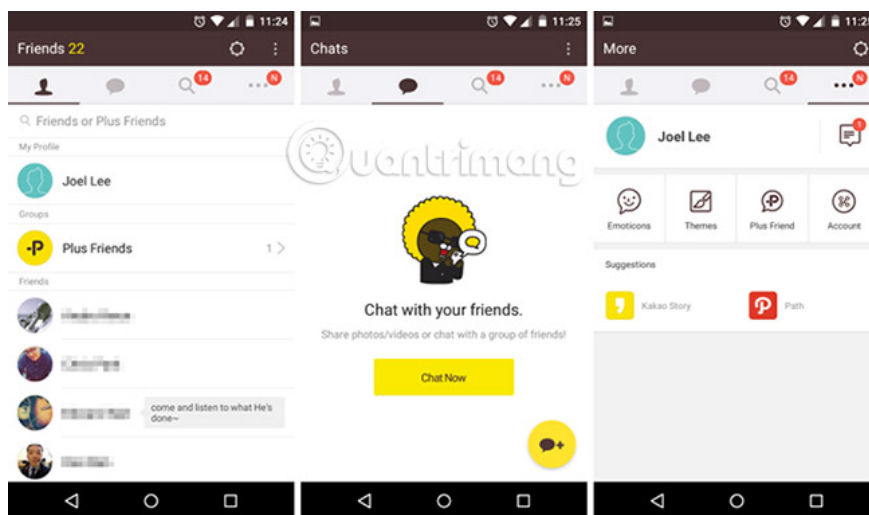 11:24
Friends 22
14
N
Friends or Plus Friends
My Profile
Joel Lee
Groups
P
Plus Friends
1
Friends
come and listen to what He's
done~
11:25
Chats
14
N
Quantrimang
Chat with your friends.
Share photos/videos or chat with a group of friends!
Chat Now
More
14
N
Joel Lee
1
Emoticons
Themes
Plus Friend
Account
Suggestions
Kakao Story
Path